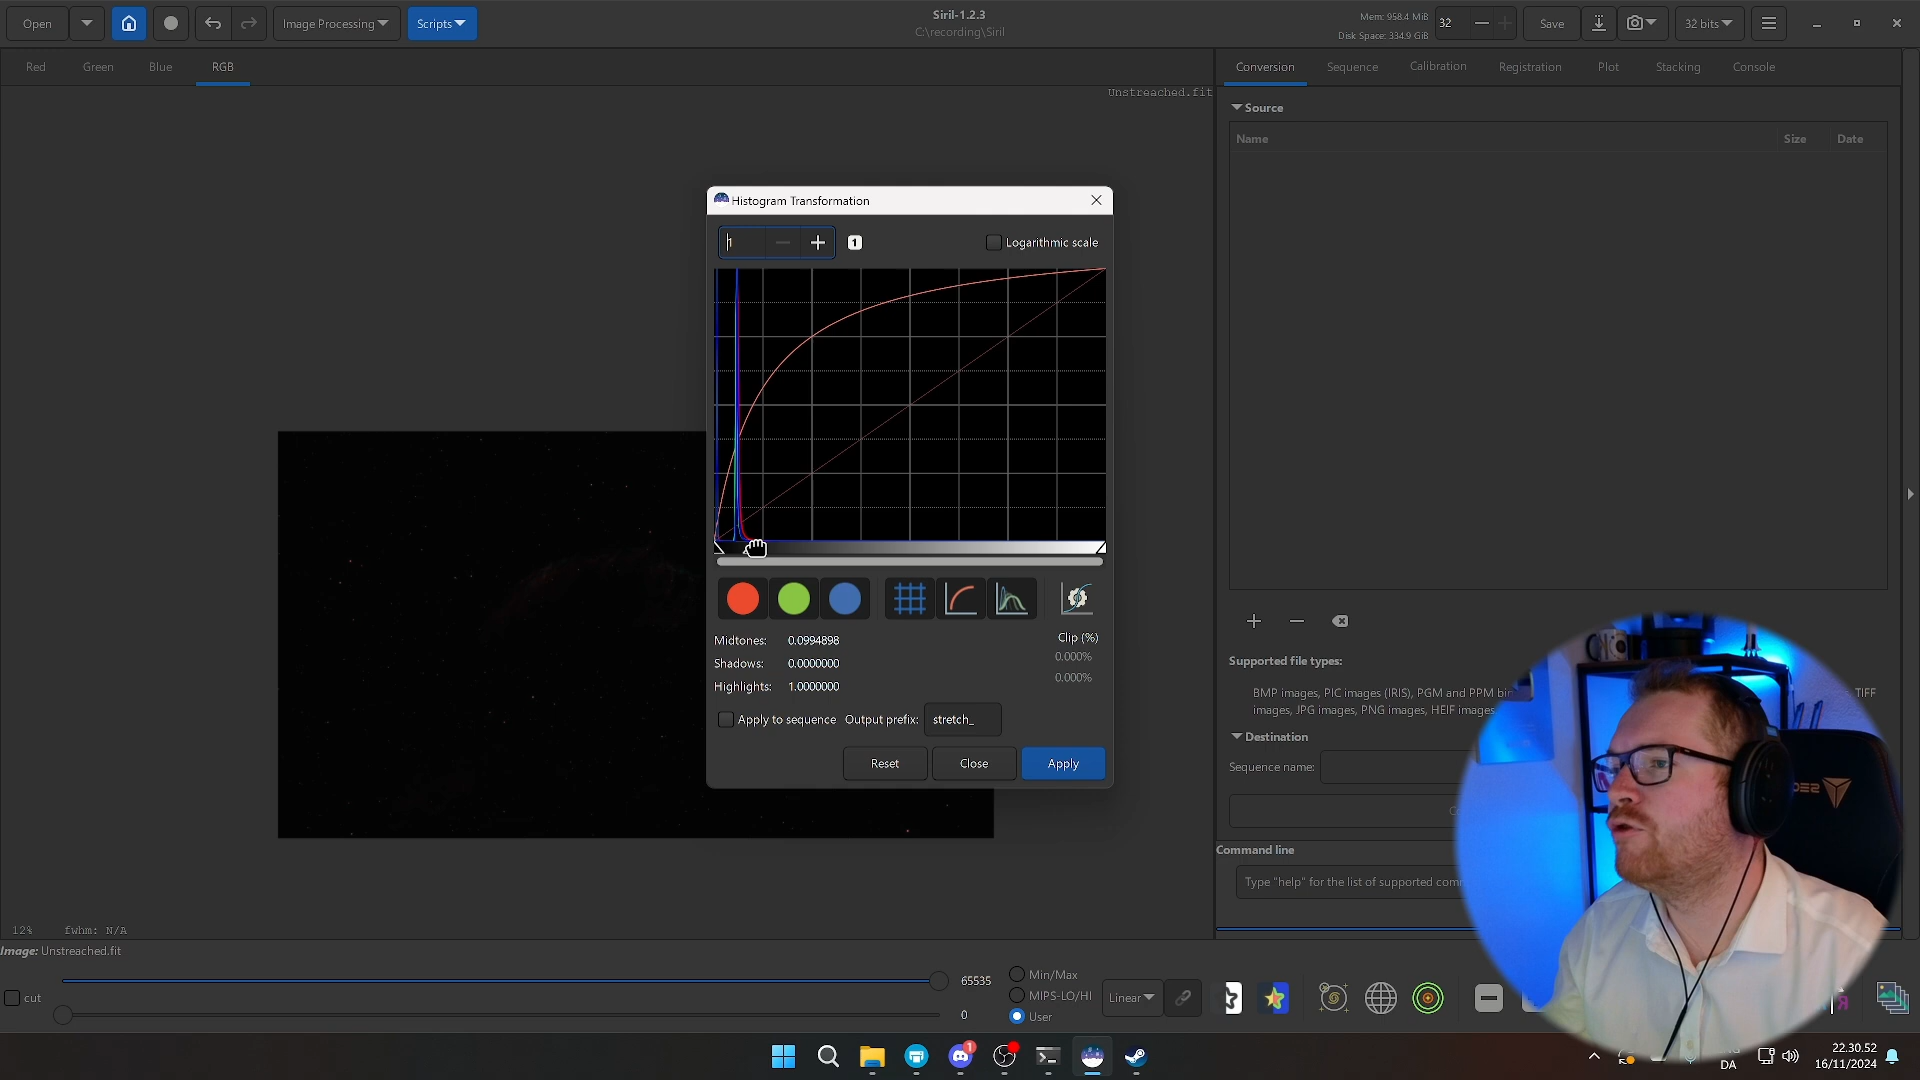 Open
Image Processing
Scripts
Siril-1.2.3
C:\recording\Siril
Mem: 958.4 MiB
Disk Space: 334.9 GiB
32
Save
32 bits
Red
Green
Blue
RGB
Unstreached.fit
Conversion
Sequence
Calibration
Registration
Plot
Stacking
Console
Source
Name
Size
Date
Histogram Transformation
1
1
Logarithmic scale
Midtones: 0.0994898
Clip (%)
Shadows: 0.0000000
0.000%
Highlights: 1.0000000
0.000%
Apply to sequence
Output prefix: stretch_
Reset
Close
Apply
Supported file types:
BMP images, PIC images (IRIS), PGM and PPM
TIFF
images, JPG images, PNG images, HEIF images
Destination
Sequence name:
Command line
Type "help" for the list of supported
12%
fwhm: N/A
Image: Unstreached.fit
cut
65535
0
Min/Max
MIPS-LO/HI
User
Linear
1
DA
22.30.52
16/11/2024